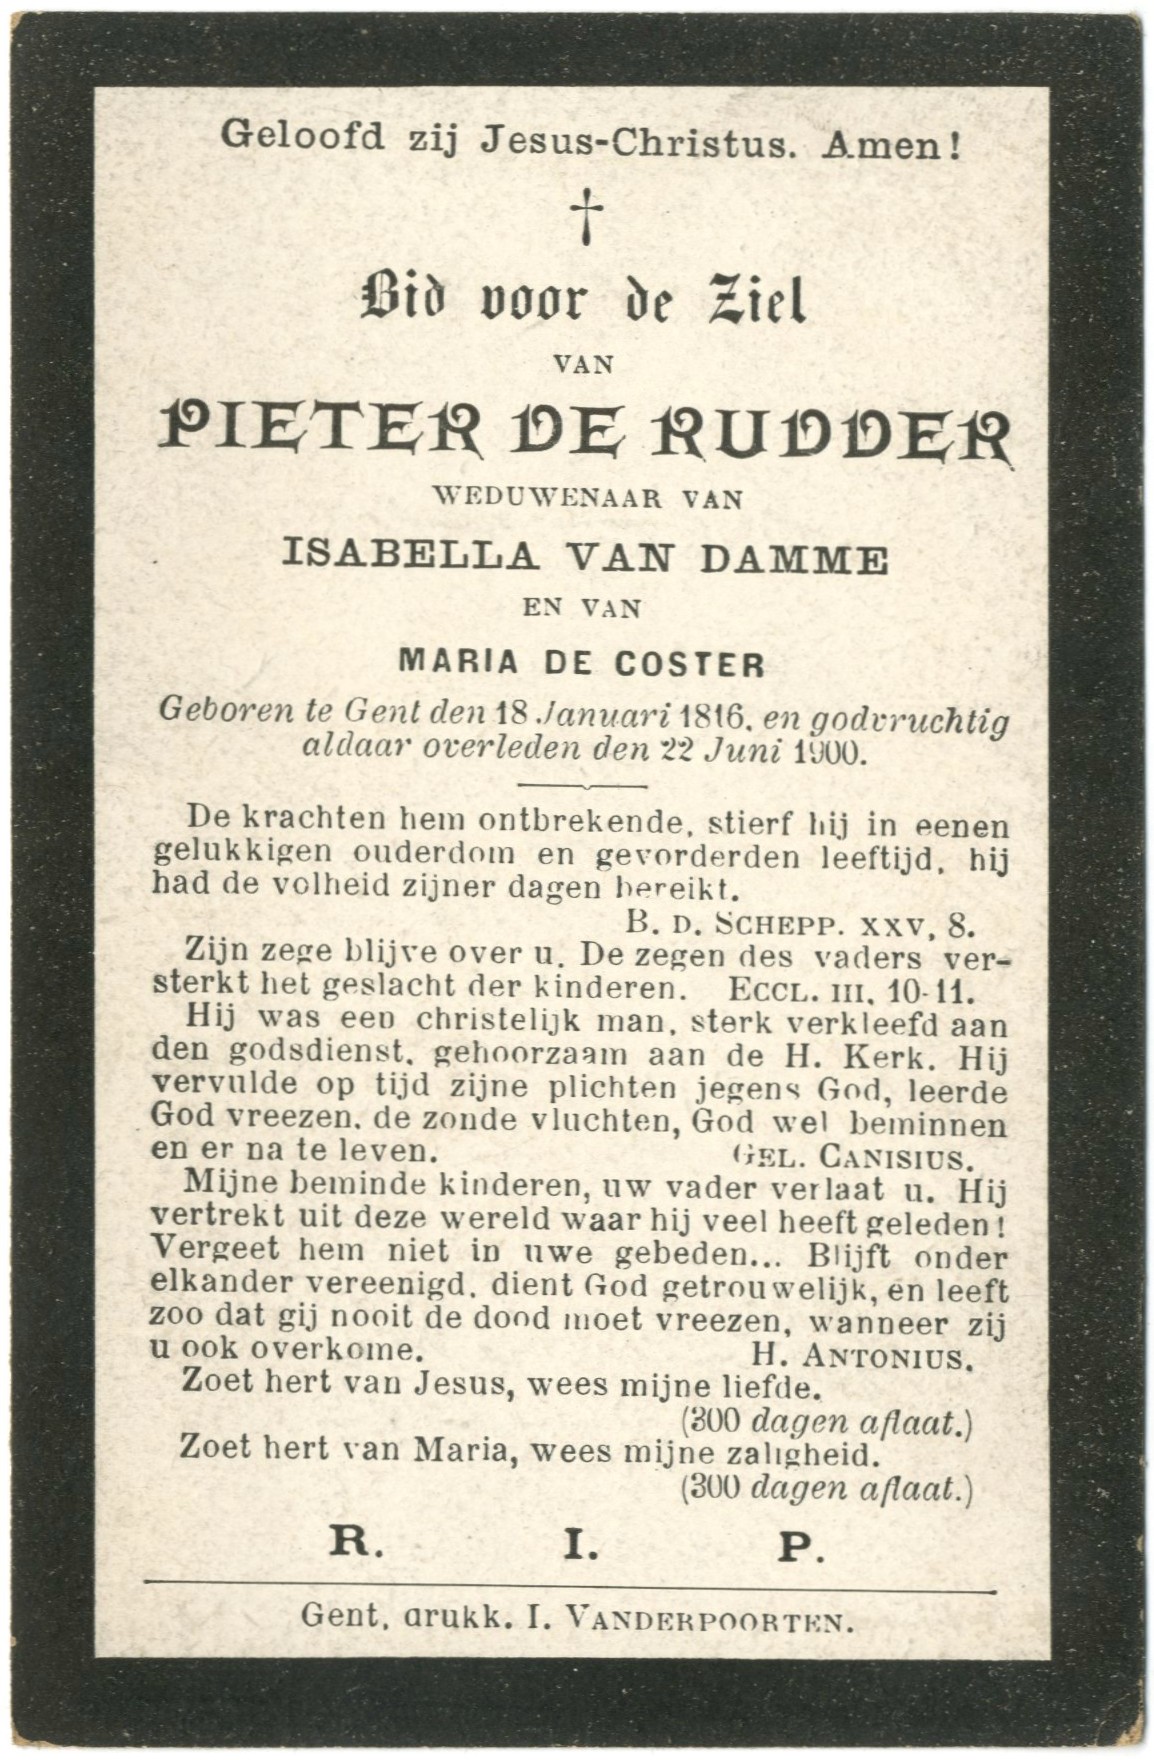 Geloofd zij Jesus-Christus. Amen!
†
Bid voor de Ziel
VAN
PIETER DE RUDDER
WEDUWENAAR VAN
ISABELLA VAN DAMME
EN VAN
MARIA DE COSTER
Geboren te Gent den 18 Januari 1816, en godvruchtig
aldaar overleden den 22 Juni 1900.
De krachten hem ontbrekende, stierf hij in eenen
gelukkigen ouderdom en gevorderden leeftijd, hij
had de volheid zijner dagen bereikt.
B. D. SCHEPP. XXV, 8.
Zijn zege blijve over u. De zegen des vaders ver-
sterkt het geslacht der kinderen. ECCL. III, 10-11.
Hij was een christelijk man, sterk verkleefd aan
den godsdienst, gehoorzaam aan de H. Kerk. Hij
vervulde op tijd zijne plichten jegens God, leerde
God vreezen, de zonde vluchten, God wel beminnen
en er na te leven. GEL. CANISIUS.
Mijne beminde kinderen, uw vader verlaat u. Hij
vertrekt uit deze wereld waar hij veel heeft geleden!
Vergeet hem niet in uwe gebeden... Blijft onder
elkander vereenigd, dient God getrouwelijk, en leeft
zoo dat gij nooit de dood moet vreezen, wanneer zij
u ook overkome. H. ANTONIUS.
Zoet hert van Jesus, wees mijne liefde.
(300 dagen aflaat.)
Zoet hert van Maria, wees mijne zaligheid.
(300 dagen aflaat.)
R. I. P.
Gent, drukk. I. VANDERPOORTEN.